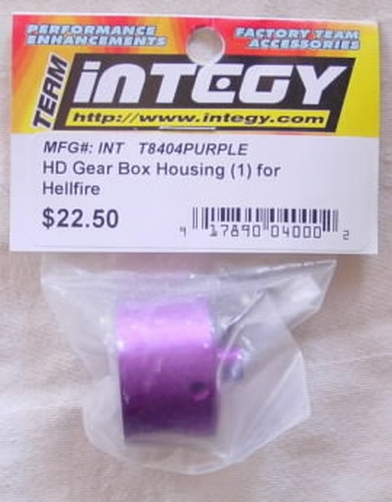 PERFORMANCE ENHANCEMENTS
FACTORY TEAM ACCESSORIES
TEAM
iNTEGY
http://www.integy.com
MFG#: INT T8404PURPLE
HD Gear Box Housing (1) for
Hellfire
$22.50
4 17890 04000 2